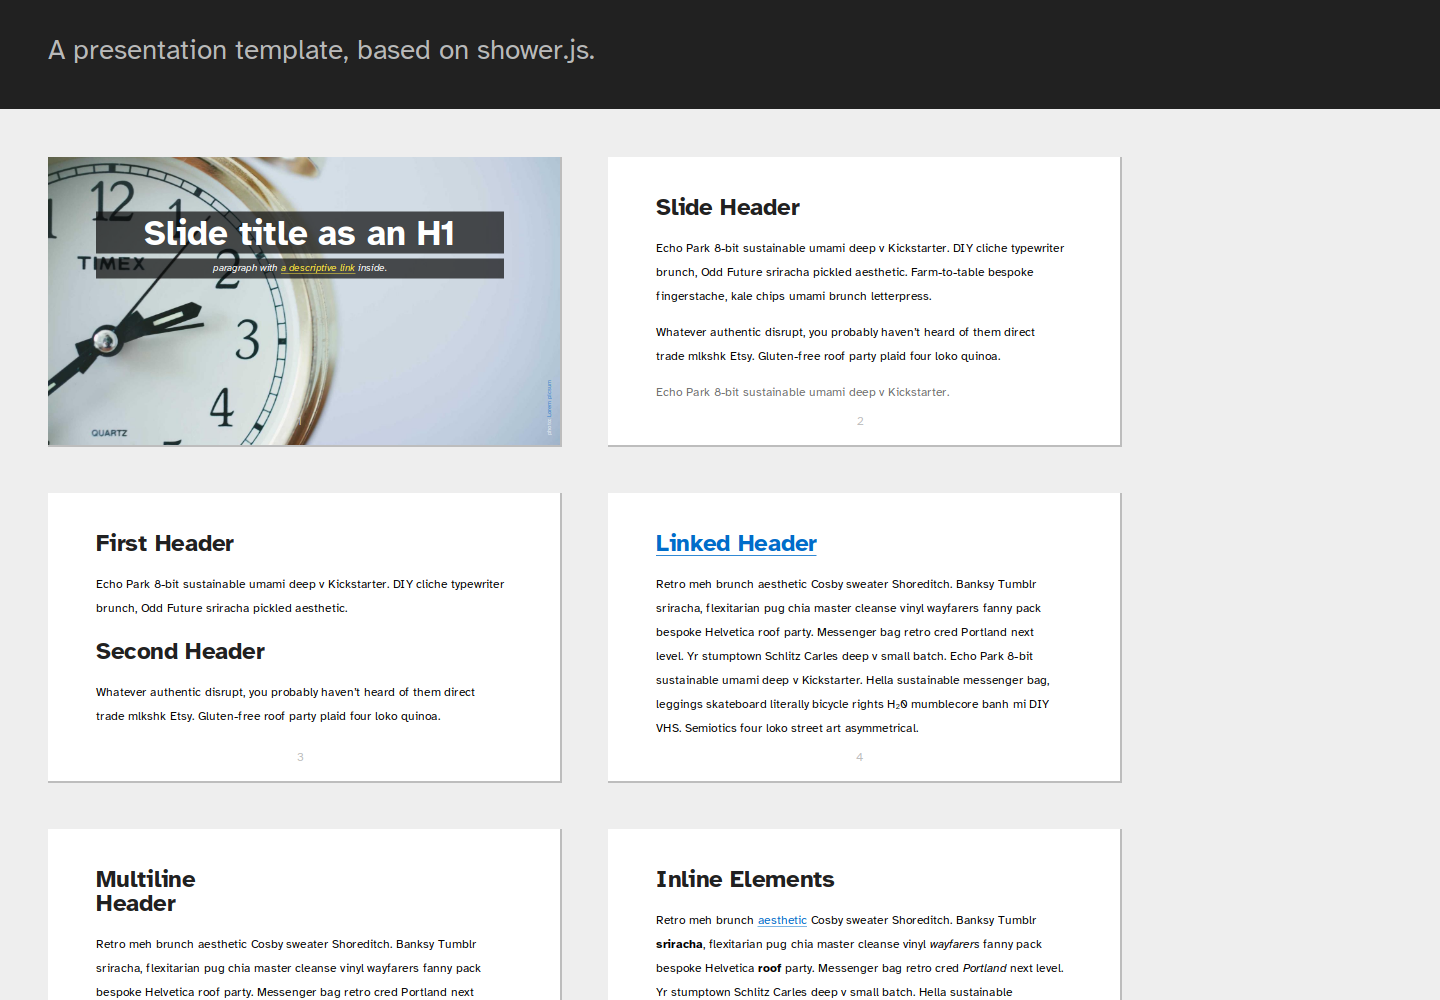 A presentation template, based on shower.js.
12
1
TIMEX
2
3
4
5
QUARTZ
Slide title as an H1
paragraph with a descriptive link inside.
photo: Lorem picsum
Slide Header
Echo Park 8-bit sustainable umami deep v Kickstarter. DIY cliche typewriter
brunch, Odd Future sriracha pickled aesthetic. Farm-to-table bespoke
fingerstache, kale chips umami brunch letterpress.
Whatever authentic disrupt, you probably haven't heard of them direct
trade mlkshk Etsy. Gluten-free roof party plaid four loko quinoa.
Echo Park 8-bit sustainable umami deep v Kickstarter.
2
First Header
Echo Park 8-bit sustainable umami deep v Kickstarter. DIY cliche typewriter
brunch, Odd Future sriracha pickled aesthetic.
Second Header
Whatever authentic disrupt, you probably haven't heard of them direct
trade mlkshk Etsy. Gluten-free roof party plaid four loko quinoa.
3
Linked Header
Retro meh brunch aesthetic Cosby sweater Shoreditch. Banksy Tumblr
sriracha, flexitarian pug chia master cleanse vinyl wayfarers fanny pack
bespoke Helvetica roof party. Messenger bag retro cred Portland next
level. Yr stumptown Schlitz Carles deep v small batch. Echo Park 8-bit
sustainable umami deep v Kickstarter. Hella sustainable messenger bag,
leggings skateboard literally bicycle rights H₂0 mumblecore banh mi DIY
VHS. Semiotics four loko street art asymmetrical.
4
Multiline
Header
Retro meh brunch aesthetic Cosby sweater Shoreditch. Banksy Tumblr
sriracha, flexitarian pug chia master cleanse vinyl wayfarers fanny pack
bespoke Helvetica roof party. Messenger bag retro cred Portland next
Inline Elements
Retro meh brunch aesthetic Cosby sweater Shoreditch. Banksy Tumblr
sriracha, flexitarian pug chia master cleanse vinyl wayfarers fanny pack
bespoke Helvetica roof party. Messenger bag retro cred Portland next level.
Yr stumptown Schlitz Carles deep v small batch. Hella sustainable